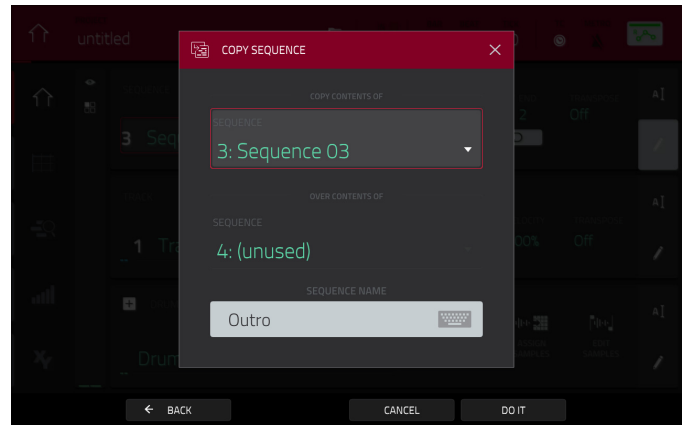 untitled
COPY SEQUENCE
COPY CONTENTS OF
SEQUENCE
3: Sequence 03
OVER CONTENTS OF
SEQUENCE
4: (unused)
SEQUENCE NAME
Outro
2
Off
3 Seq
1 Tra
00%
Off
Drum
BACK
CANCEL
DO IT